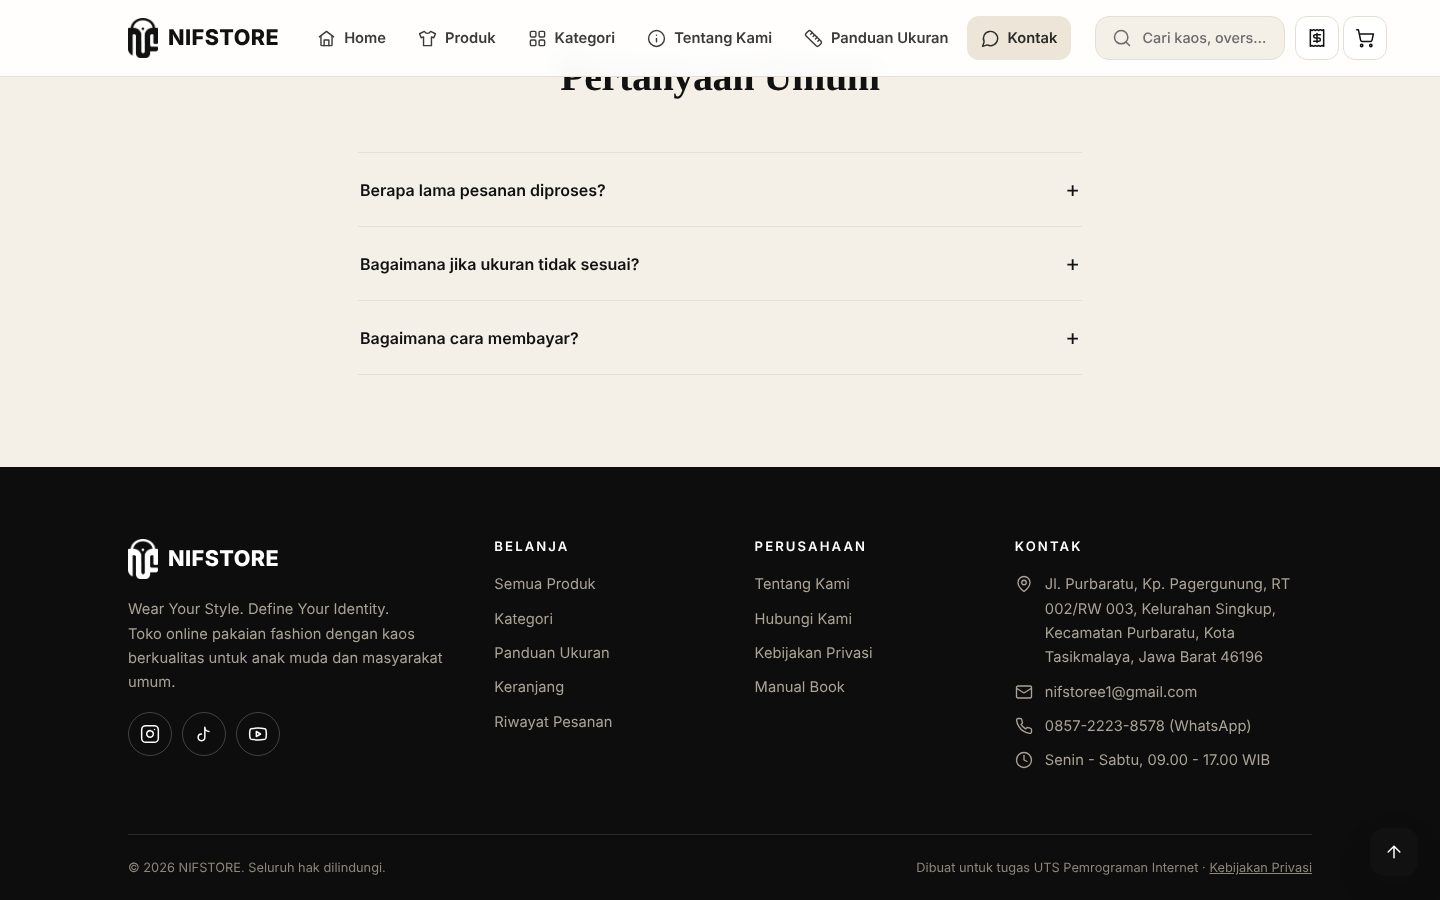 NIFSTORE
Home
Produk
Kategori
Tentang Kami
Panduan Ukuran
Kontak
Cari kaos, overs...
Pertanyaan Umum
Berapa lama pesanan diproses?
+
Bagaimana jika ukuran tidak sesuai?
+
Bagaimana cara membayar?
+
NIFSTORE
Wear Your Style. Define Your Identity.
Toko online pakaian fashion dengan kaos
berkualitas untuk anak muda dan masyarakat
umum.
BELANJA
Semua Produk
Kategori
Panduan Ukuran
Keranjang
Riwayat Pesanan
PERUSAHAAN
Tentang Kami
Hubungi Kami
Kebijakan Privasi
Manual Book
KONTAK
Jl. Purbaratu, Kp. Pagergunung, RT
002/RW 003, Kelurahan Singkup,
Kecamatan Purbaratu, Kota
Tasikmalaya, Jawa Barat 46196
nifstoree1@gmail.com
0857-2223-8578 (WhatsApp)
Senin - Sabtu, 09.00 - 17.00 WIB
© 2026 NIFSTORE. Seluruh hak dilindungi.
Dibuat untuk tugas UTS Pemrograman Internet · Kebijakan Privasi